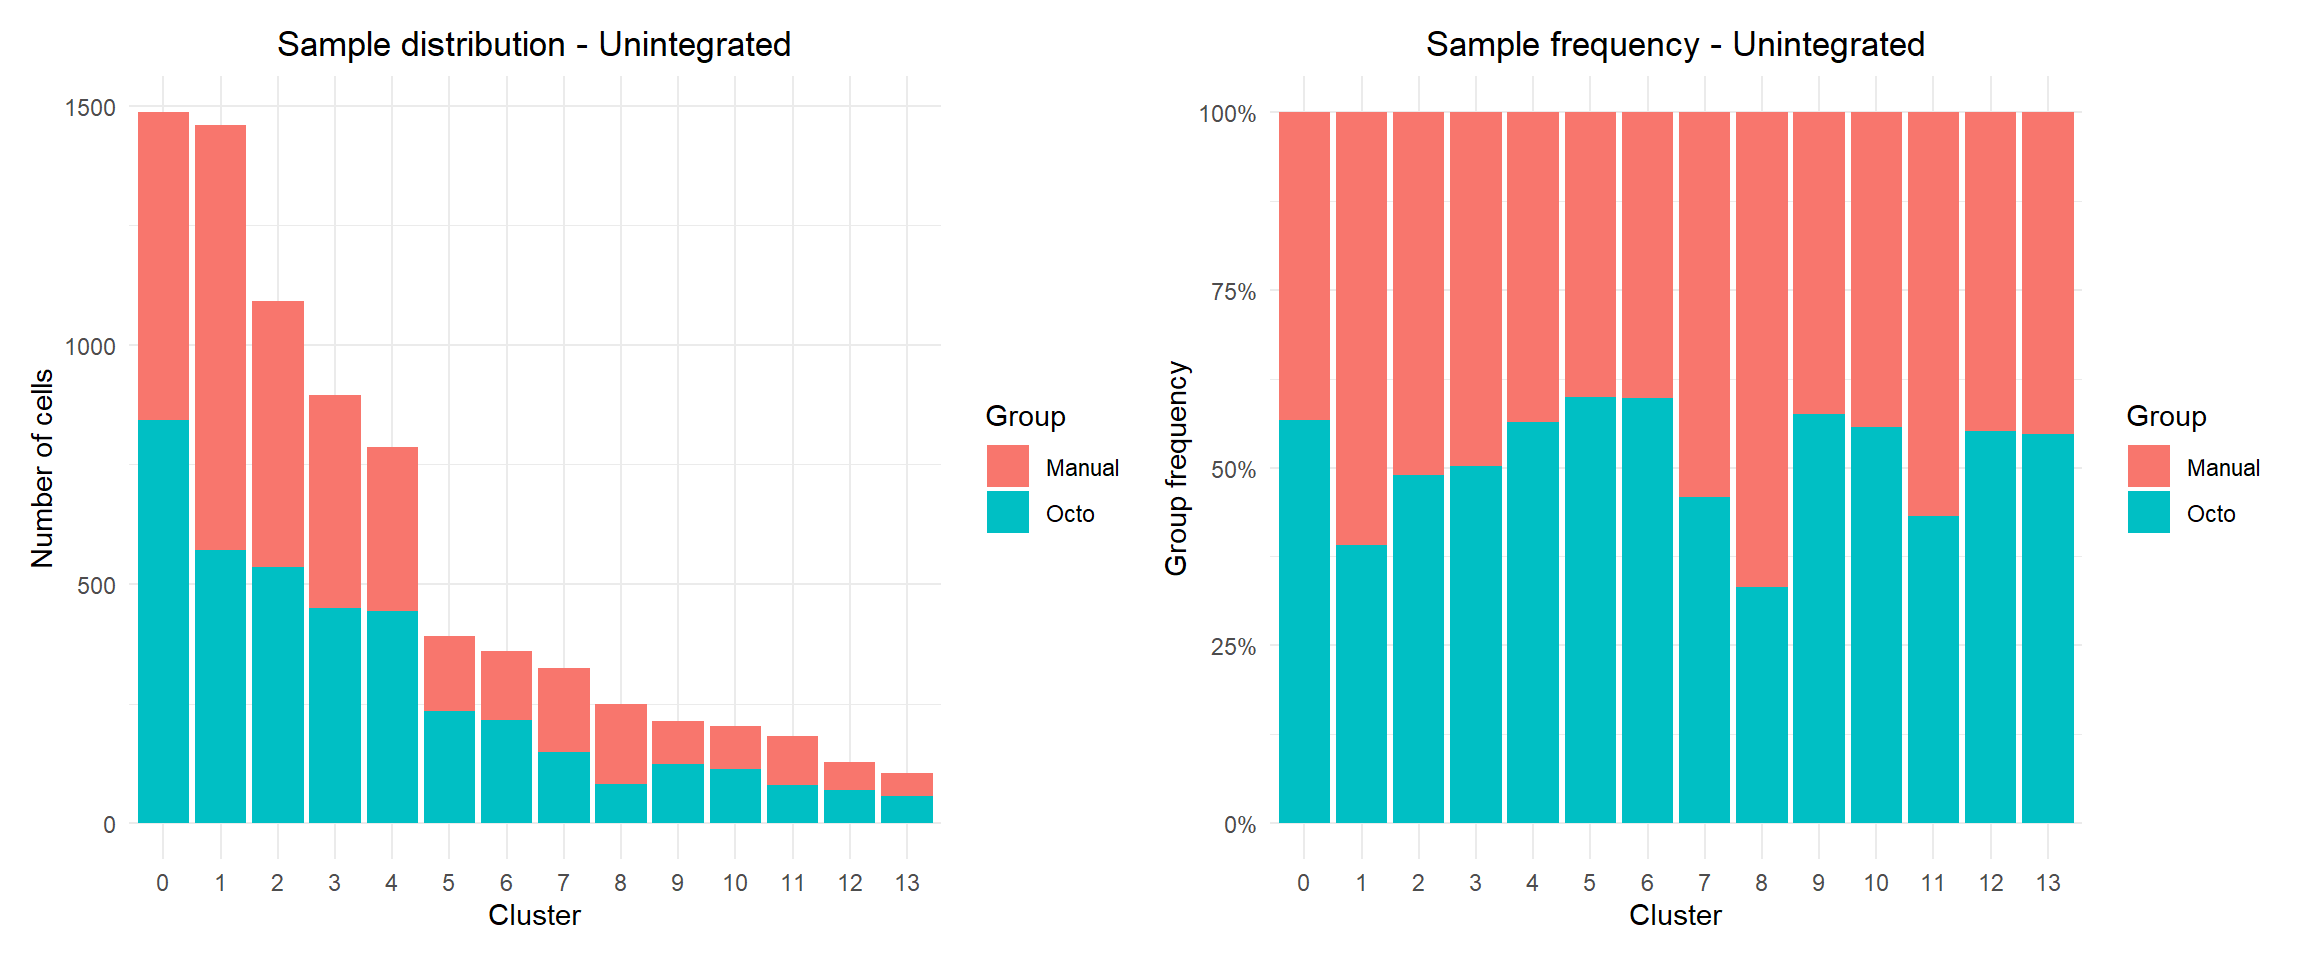 Sample distribution - Unintegrated
Number of cells
1500
1000
500
0
0 1 2 3 4 5 6 7 8 9 10 11 12 13
Cluster
Group
Manual
Octo
Sample frequency - Unintegrated
Group frequency
100%
75%
50%
25%
0%
0 1 2 3 4 5 6 7 8 9 10 11 12 13
Cluster
Group
Manual
Octo